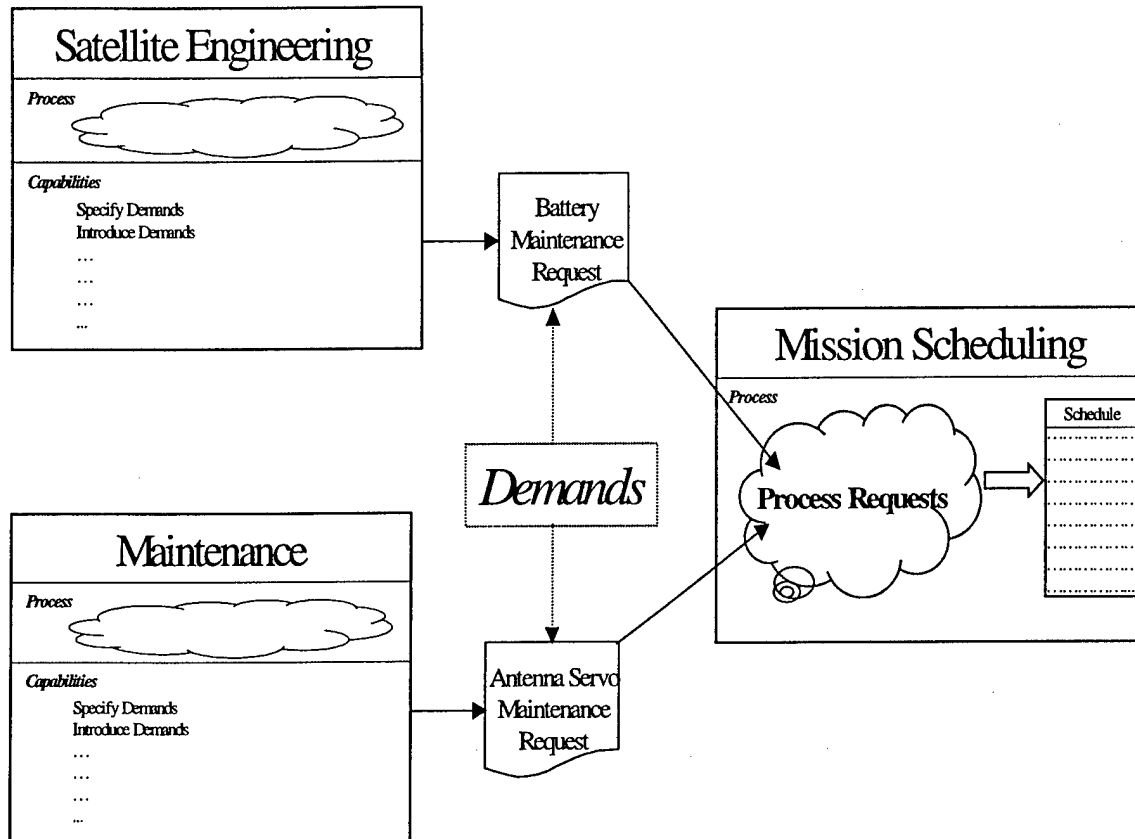 Satellite Engineering
Process
Capabilities
Specify Demands
Introduce Demands
…
…
…
...
Battery
Maintenance
Request
Demands
Maintenance
Process
Capabilities
Specify Demands
Introduce Demands
…
…
…
...
Antenna Servo
Maintenance
Request
Mission Scheduling
Process
Process Requests
Schedule